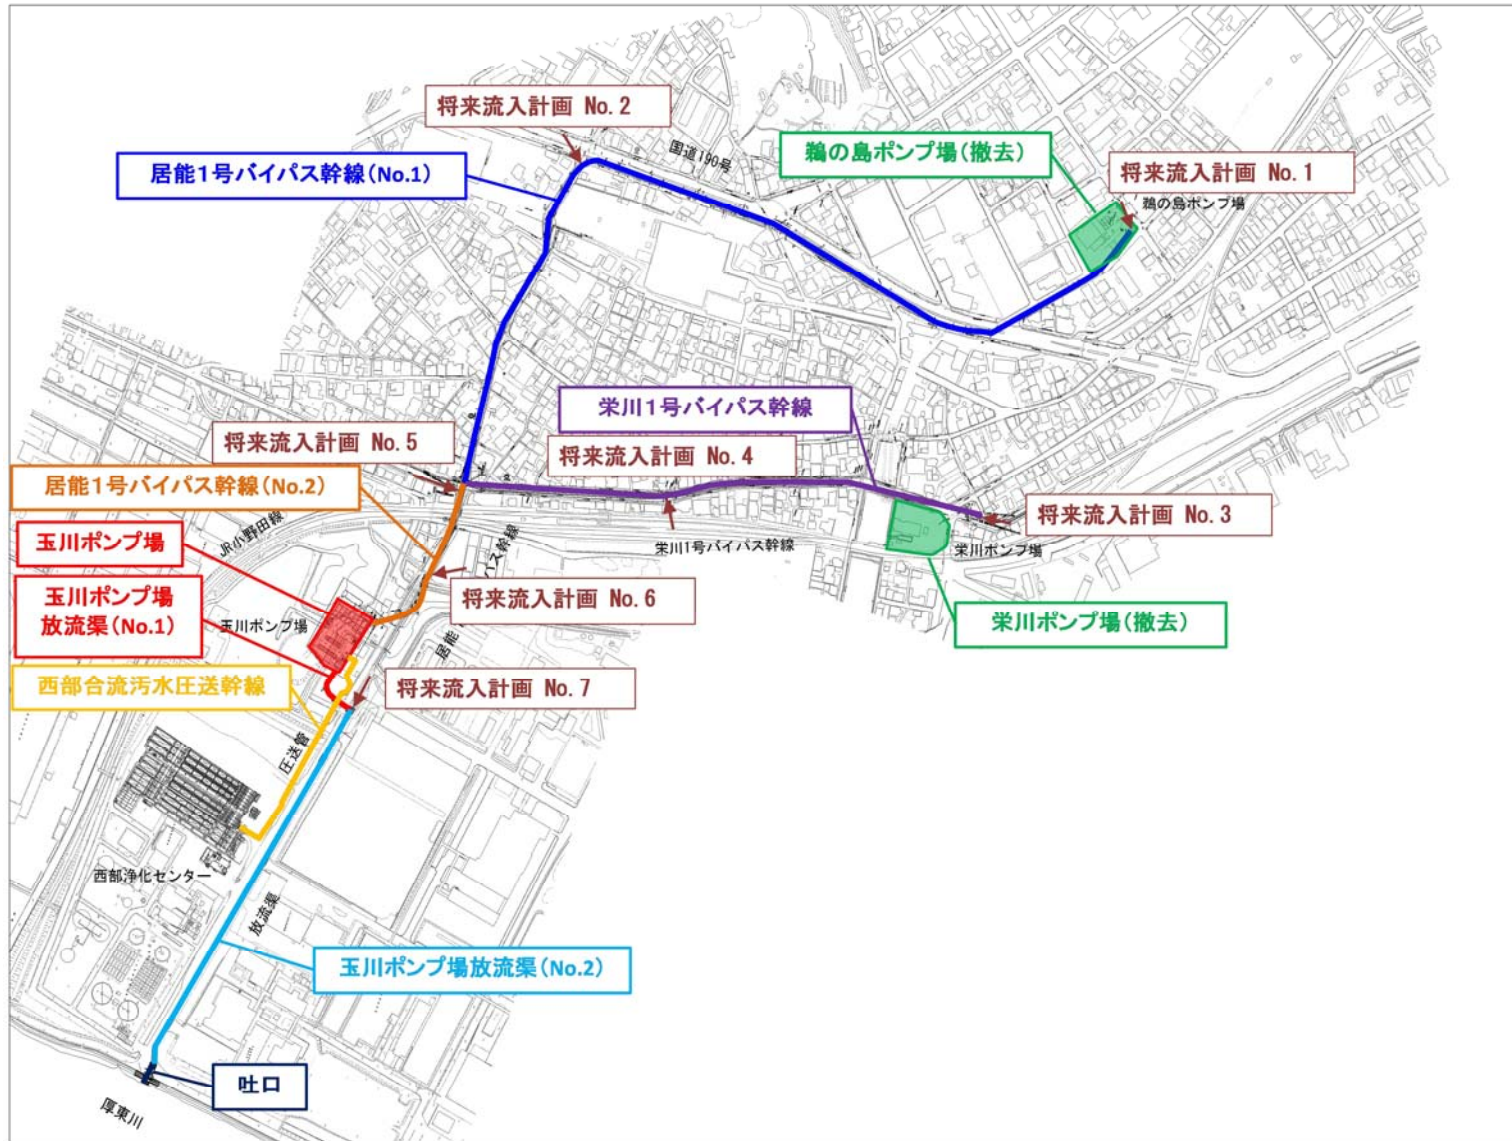 将来流入計画 No.2
国道190号
鵜の島ポンプ場(撤去)
居能1号バイパス幹線(No.1)
将来流入計画 No.1
鵜の島ポンプ場
栄川1号バイパス幹線
将来流入計画 No.5
将来流入計画 No.4
居能1号バイパス幹線(No.2)
将来流入計画 No.3
JR小野田線
玉川ポンプ場
栄川1号バイパス幹線
栄川ポンプ場
パス幹線
玉川ポンプ場
放流渠(No.1)
将来流入計画 No.6
栄川ポンプ場(撤去)
玉川ポンプ場
居能
西部合流汚水圧送幹線
将来流入計画 No.7
圧送管
西部浄化センター
放流渠
玉川ポンプ場放流渠(No.2)
吐口
厚東川